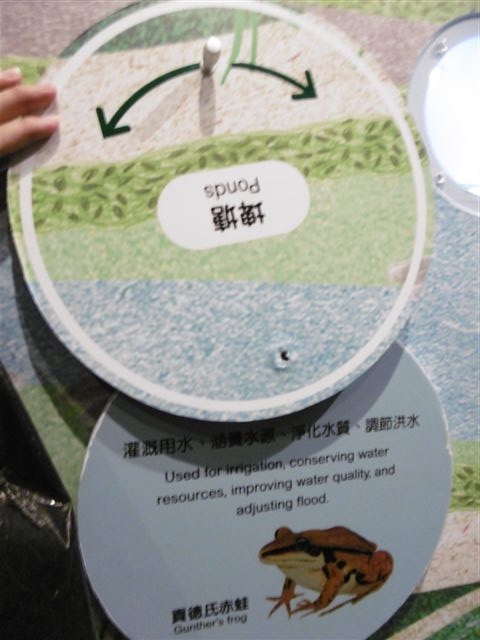 埤塘
Ponds
灌溉用水、涵養水源、淨化水質、調節洪水
Used for irrigation, conserving water
resources, improving water quality, and
adjusting flood.
貢德氏赤蛙
Gunther's frog